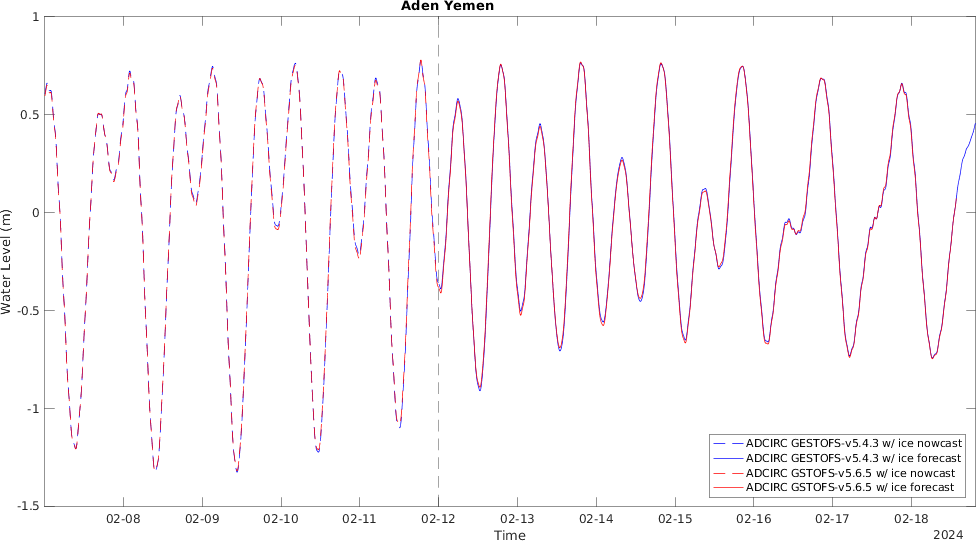 Aden Yemen
1
0.5
0
-0.5
-1
-1.5
Water Level (m)
02-08
02-09
02-10
02-11
02-12
02-13
02-14
02-15
02-16
02-17
02-18
Time
2024
ADCIRC GESTOFS-v5.4.3 w/ ice nowcast
ADCIRC GESTOFS-v5.4.3 w/ ice forecast
ADCIRC GSTOFS-v5.6.5 w/ ice nowcast
ADCIRC GSTOFS-v5.6.5 w/ ice forecast